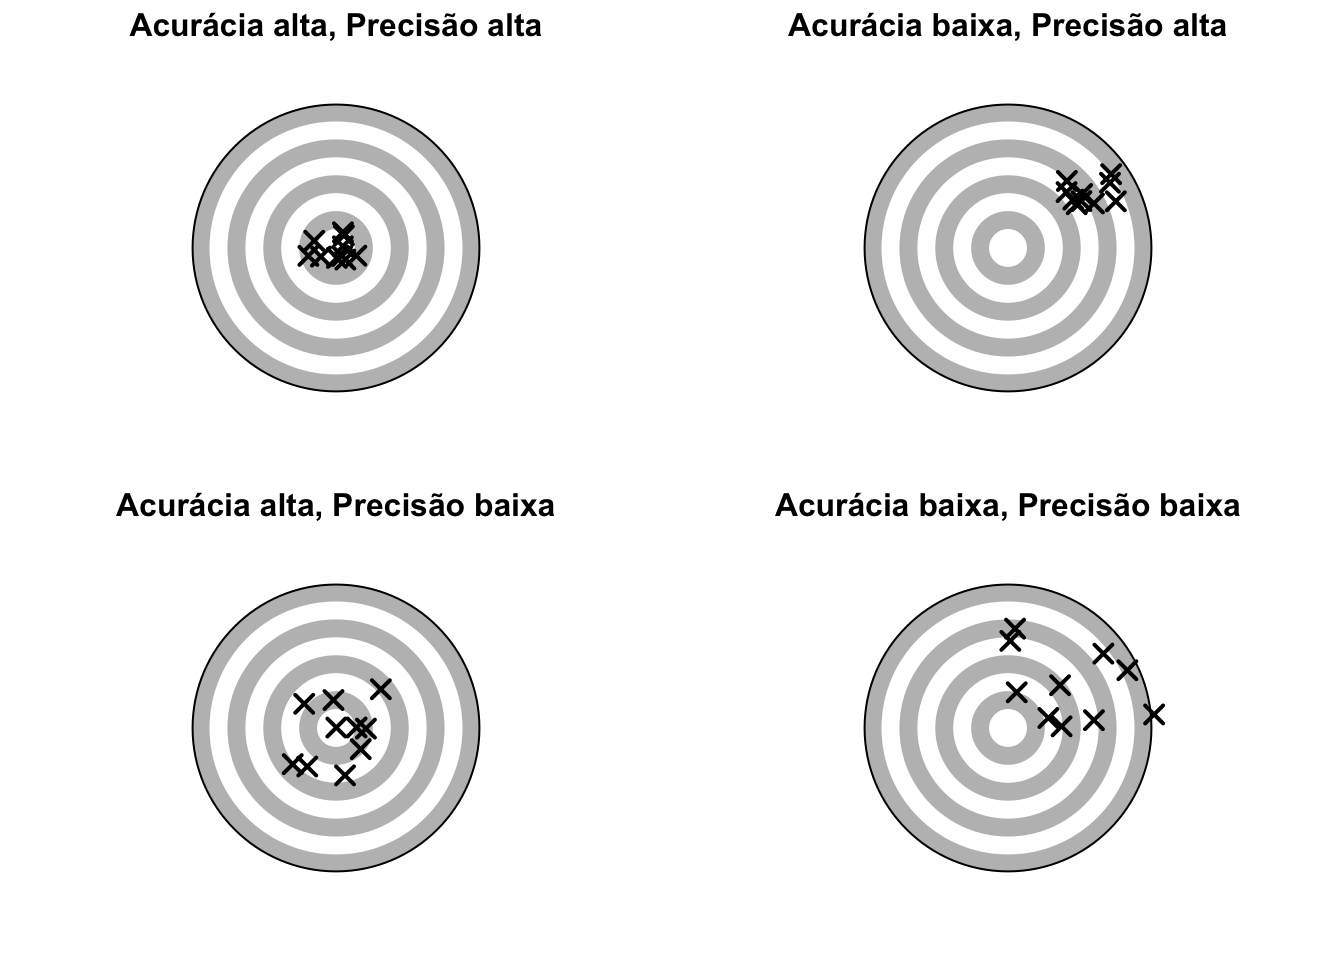 Acurácia alta, Precisão alta
Acurácia baixa, Precisão alta
Acurácia alta, Precisão baixa
Acurácia baixa, Precisão baixa